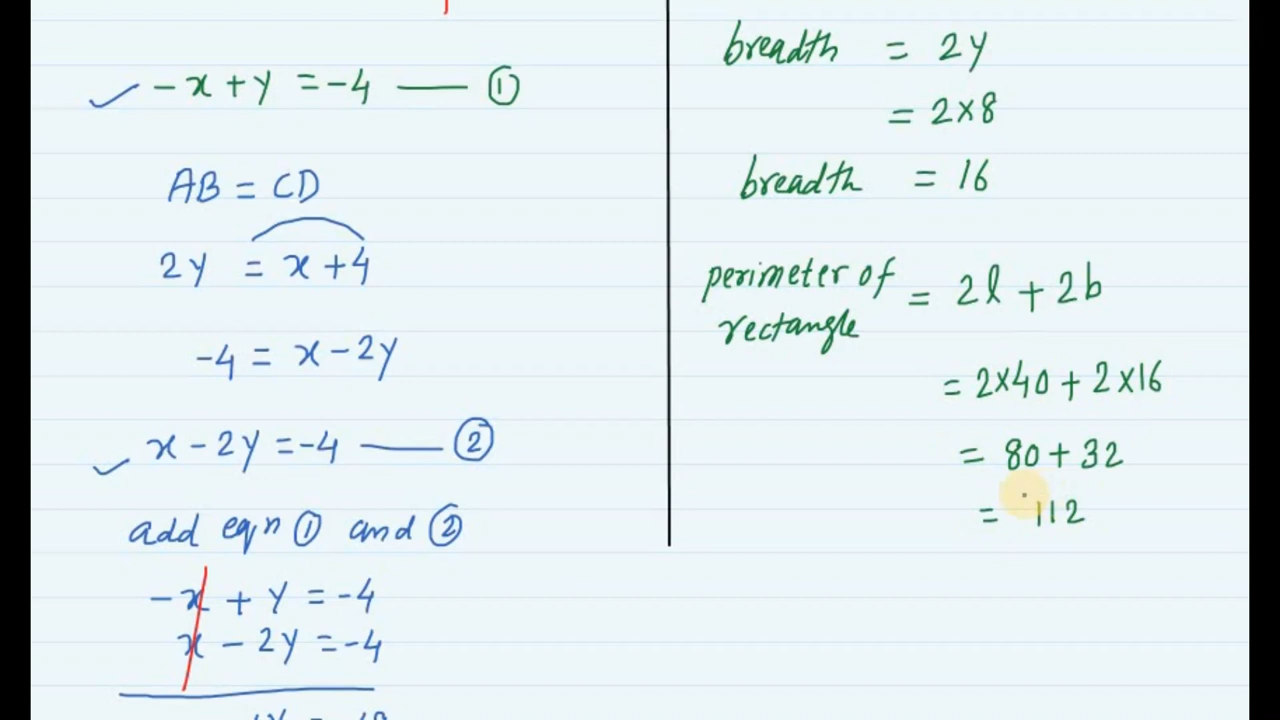 -x + y = -4 —— ①
AB = CD
2y = x + 4
-4 = x - 2y
x - 2y = -4 —— ②
add eqn ① and ②
-x + y = -4
x - 2y = -4
breadth = 2y
= 2×8
breadth = 16
perimeter of rectangle = 2l + 2b
= 2×40 + 2×16
= 80 + 32
= 112